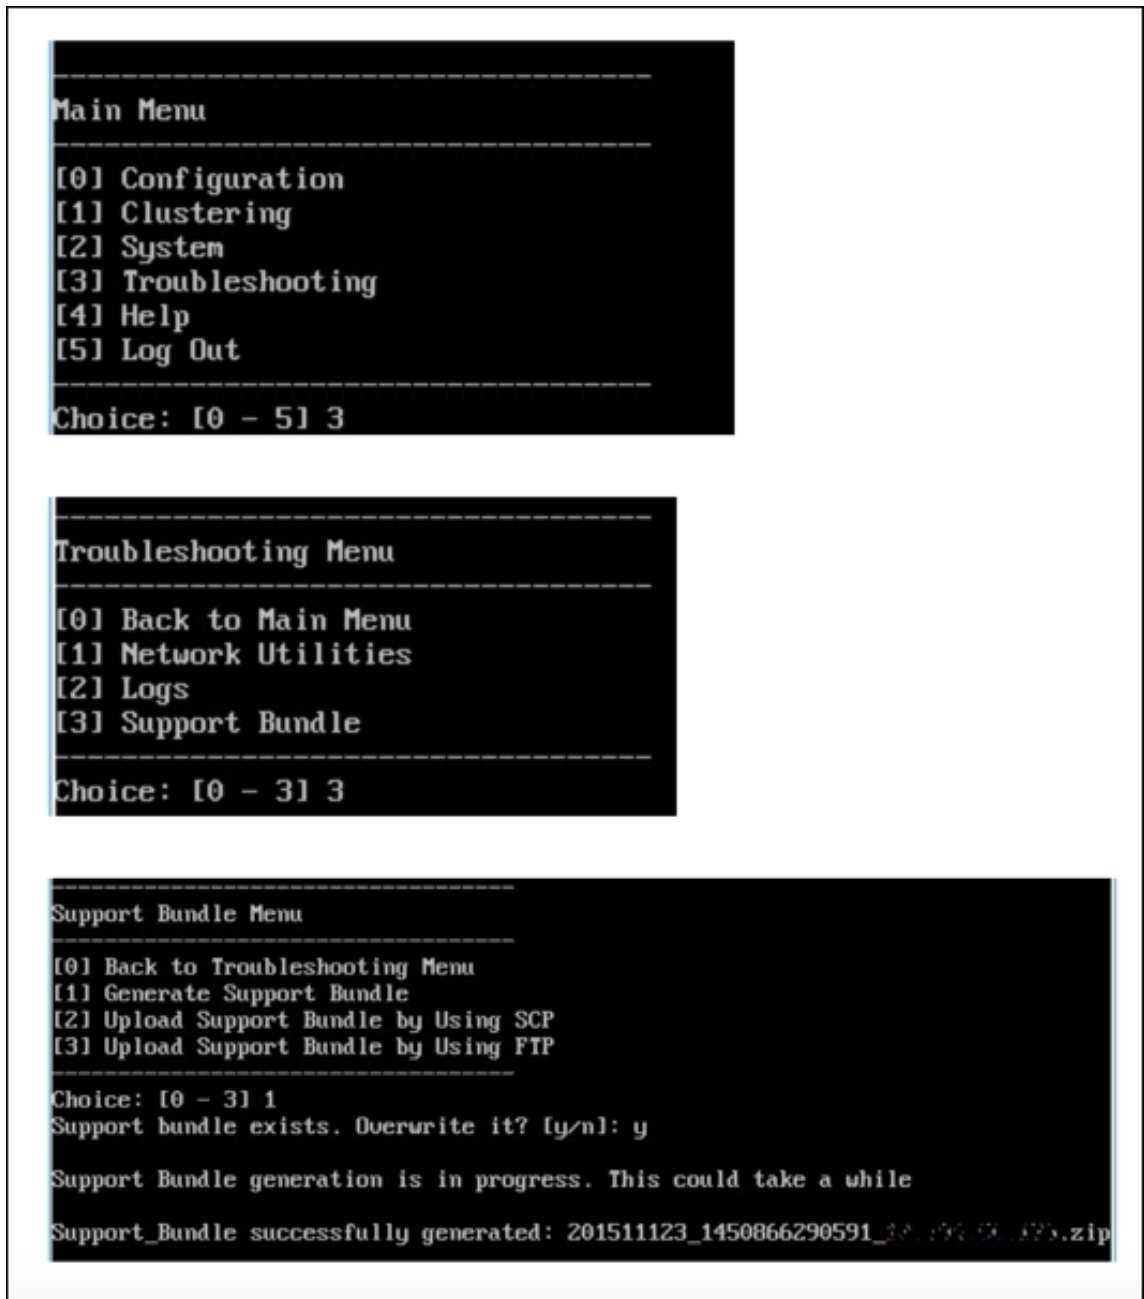 ------------------------------------
Main Menu
------------------------------------
[0] Configuration
[1] Clustering
[2] System
[3] Troubleshooting
[4] Help
[5] Log Out
------------------------------------
Choice: [0 - 5] 3
------------------------------------
Troubleshooting Menu
------------------------------------
[0] Back to Main Menu
[1] Network Utilities
[2] Logs
[3] Support Bundle
------------------------------------
Choice: [0 - 3] 3
-----------------------------------
Support Bundle Menu
-----------------------------------
[0] Back to Troubleshooting Menu
[1] Generate Support Bundle
[2] Upload Support Bundle by Using SCP
[3] Upload Support Bundle by Using FTP
-----------------------------------
Choice: [0 - 3] 1
Support bundle exists. Overwrite it? [y/n]: y
Support Bundle generation is in progress. This could take a while
Support_Bundle successfully generated: 201511123_1450866290591_ .zip